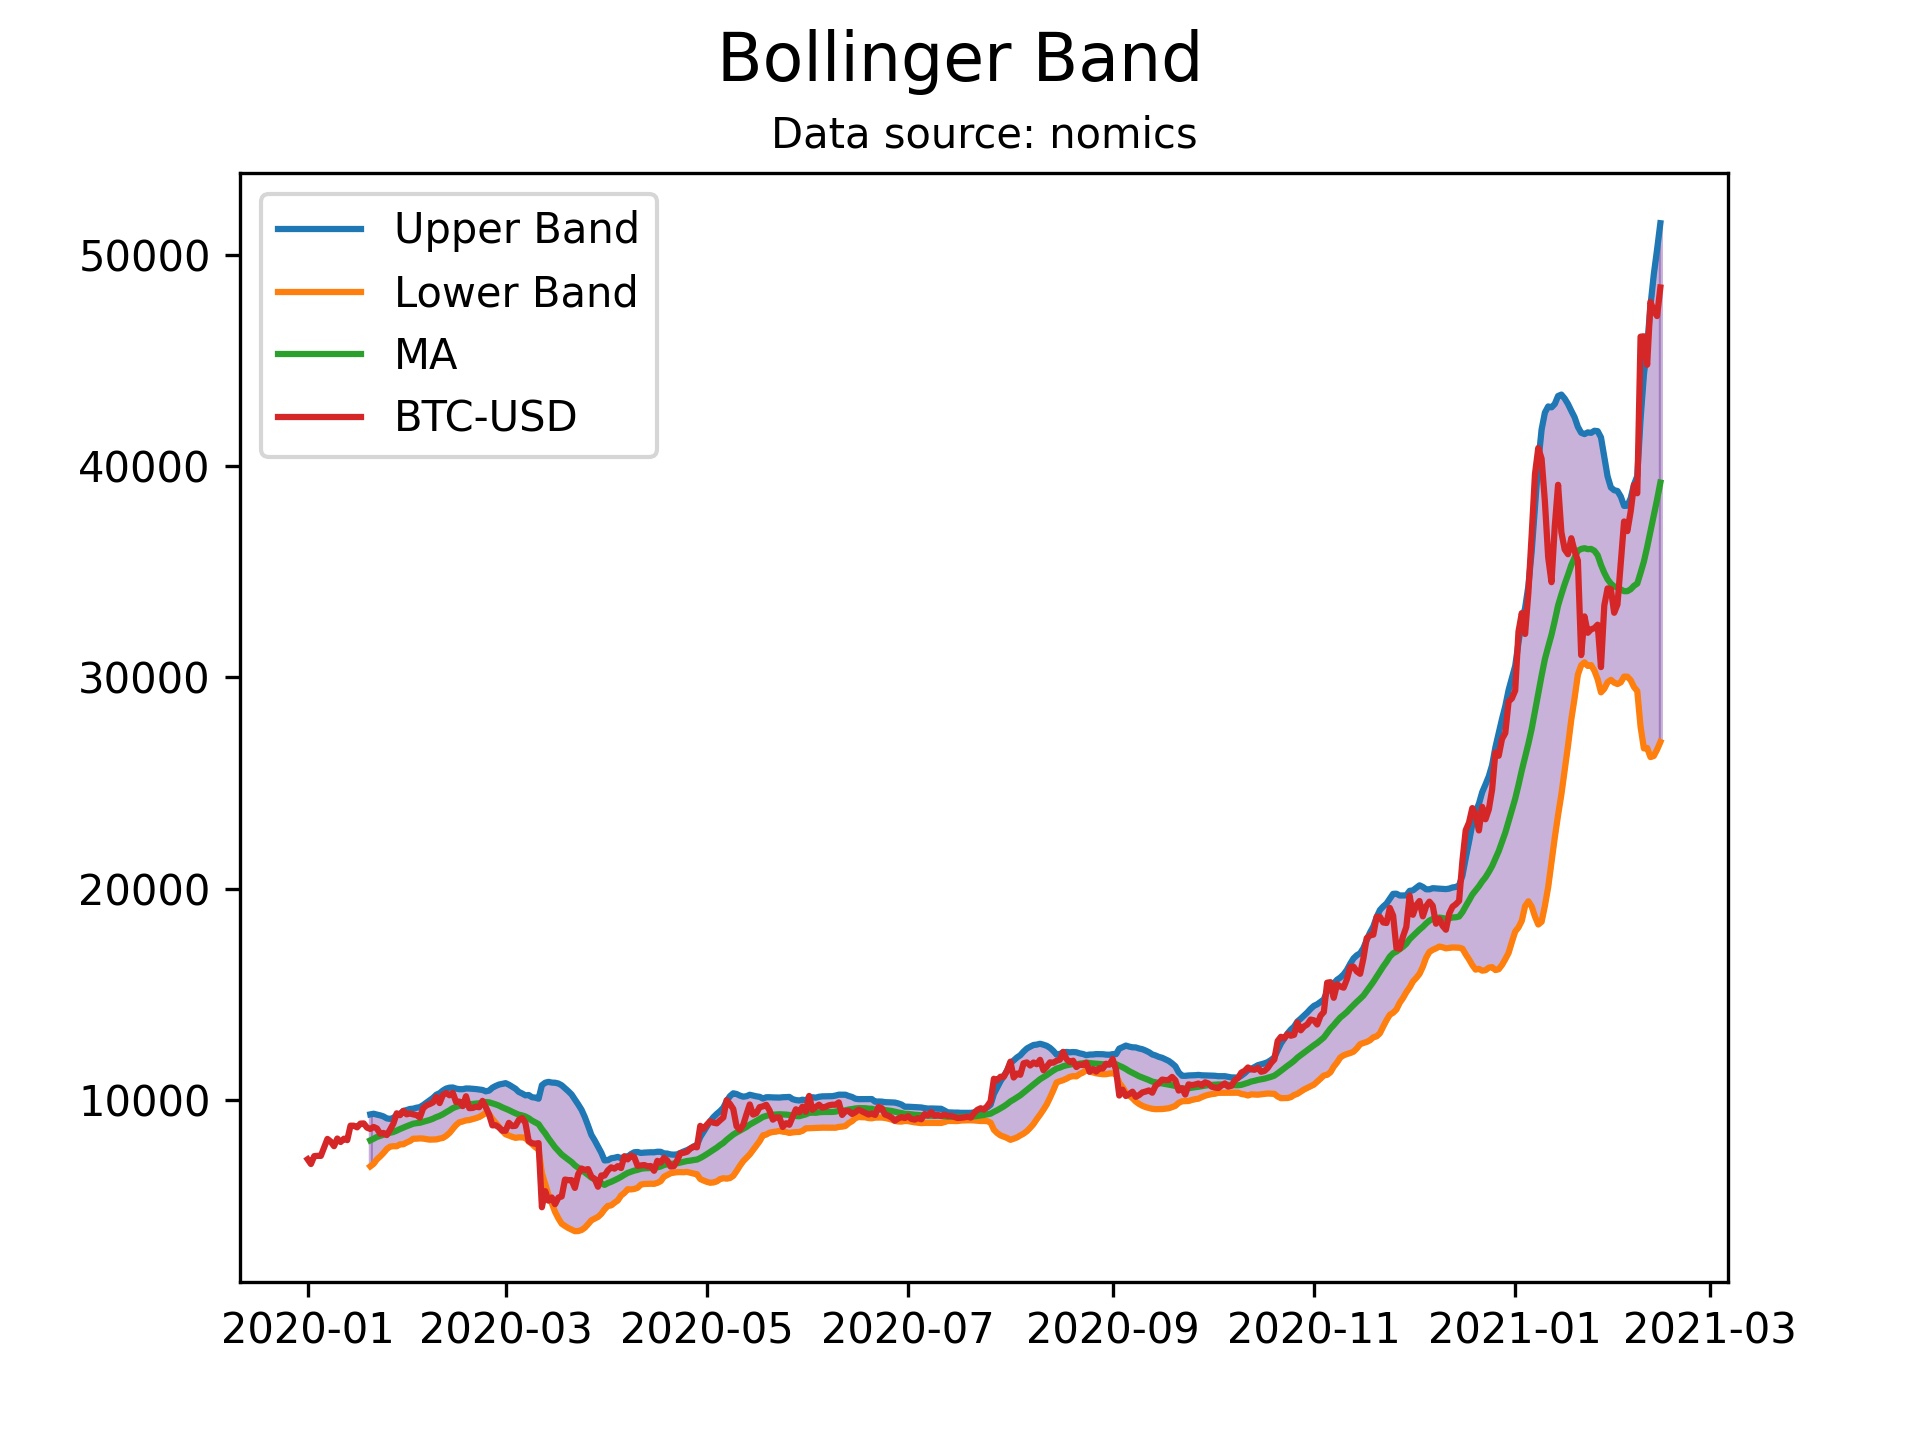 Bollinger Band
Data source: nomics
Upper Band
Lower Band
MA
BTC-USD
50000
40000
30000
20000
10000
2020-01 2020-03 2020-05 2020-07 2020-09 2020-11 2021-01 2021-03